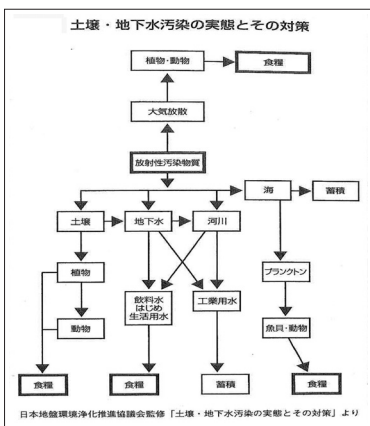 土壌・地下水汚染の実態とその対策
植物・動物
食糧
大気放散
放射性汚染物質
海
蓄積
土壌
地下水
河川
植物
プランクトン
飲料水
はじめ
生活用水
工業用水
動物
魚貝・動物
食糧
食糧
蓄積
食糧
日本地盤環境浄化推進協議会監修「土壌・地下水汚染の実態とその対策」より